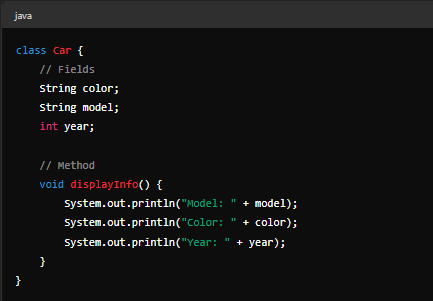 java
class Car {
    // Fields
    String color;
    String model;
    int year;

    // Method
    void displayInfo() {
        System.out.println("Model: " + model);
        System.out.println("Color: " + color);
        System.out.println("Year: " + year);
    }
}